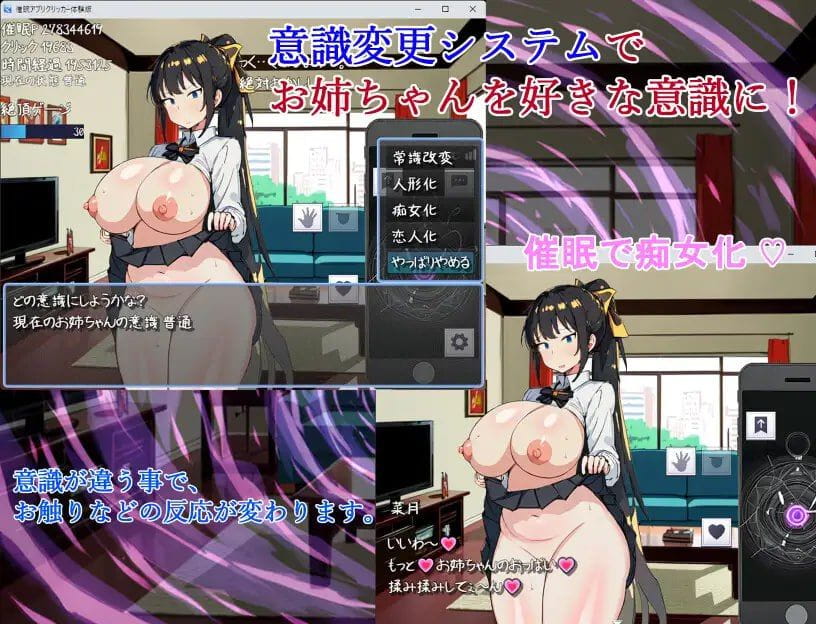 催眠アプリクリッカー体験版
催眠P 278344619
クリック 19683
現在の状態 普通
絶頂ゲージ
30
意識変更システムで
お姉ちゃんを好きな意識に！
常識改変
人形化
痴女化
恋人化
やっぱりやめる
どの意識にしようかな？
現在のお姉ちゃんの意識 普通
催眠で痴女化♡
意識が違う事で、
お触りなどの反応が変わります。
菜月
いいわ～💗
もっと💗お姉ちゃんのおっぱい💗
揉み揉みしてぇ～ん💗